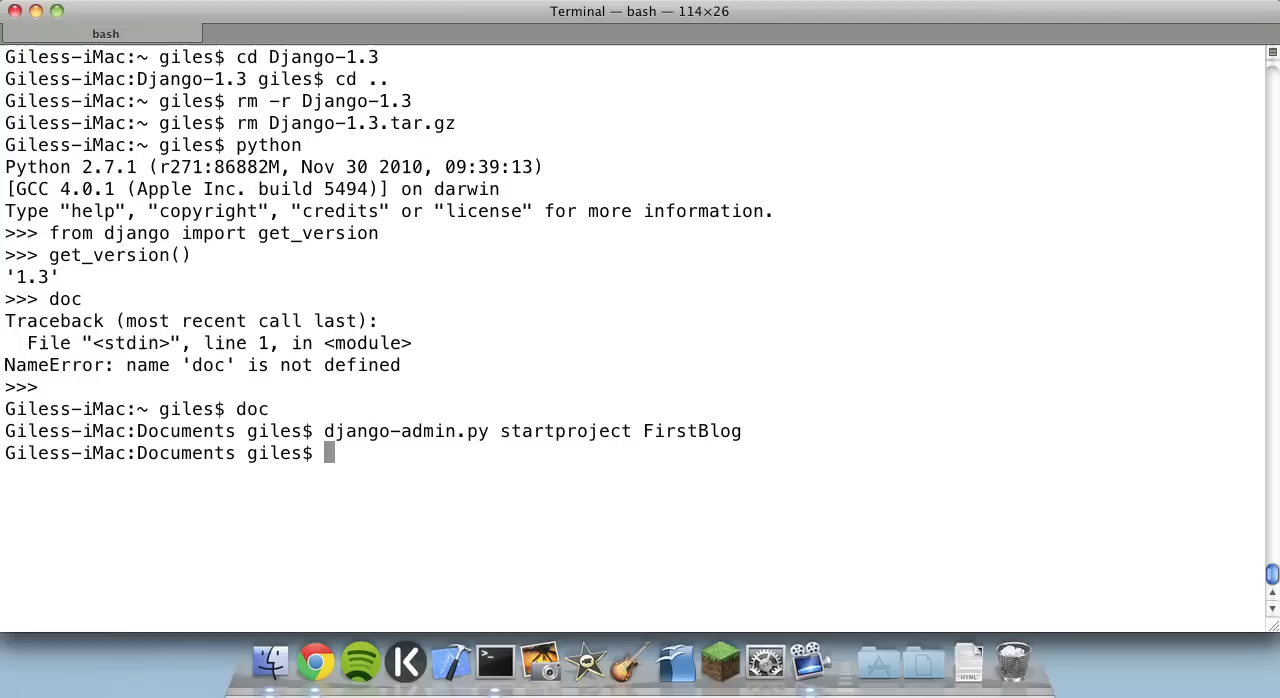 Terminal — bash — 114×26
bash
Giless-iMac:~ giles$ cd Django-1.3
Giless-iMac:Django-1.3 giles$ cd ..
Giless-iMac:~ giles$ rm -r Django-1.3
Giless-iMac:~ giles$ rm Django-1.3.tar.gz
Giless-iMac:~ giles$ python
Python 2.7.1 (r271:86882M, Nov 30 2010, 09:39:13)
[GCC 4.0.1 (Apple Inc. build 5494)] on darwin
Type "help", "copyright", "credits" or "license" for more information.
>>> from django import get_version
>>> get_version()
'1.3'
>>> doc
Traceback (most recent call last):
  File "<stdin>", line 1, in <module>
NameError: name 'doc' is not defined
>>>
Giless-iMac:~ giles$ doc
Giless-iMac:Documents giles$ django-admin.py startproject FirstBlog
Giless-iMac:Documents giles$
HTML